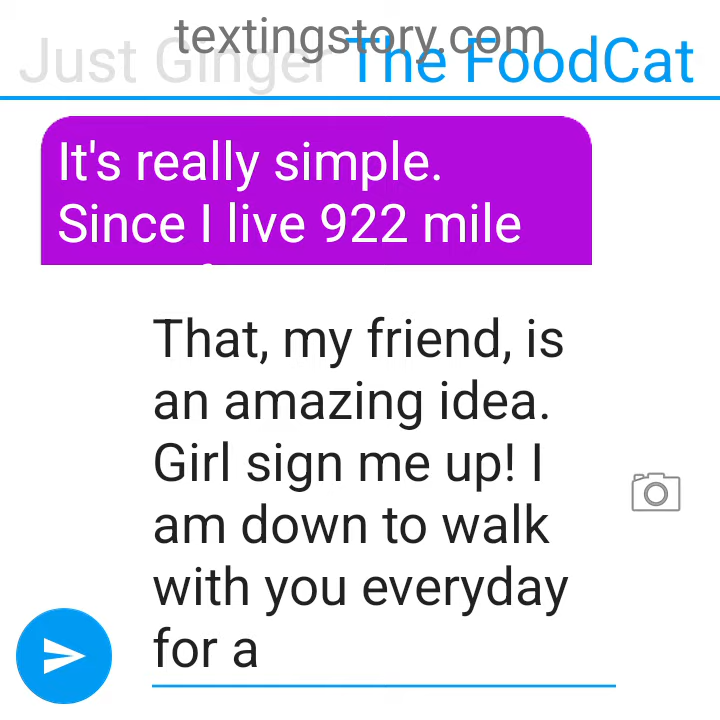 textingstory.com
Just Ginger The FoodCat
It's really simple.
Since I live 922 mile
That, my friend, is
an amazing idea.
Girl sign me up! I
am down to walk
with you everyday
for a